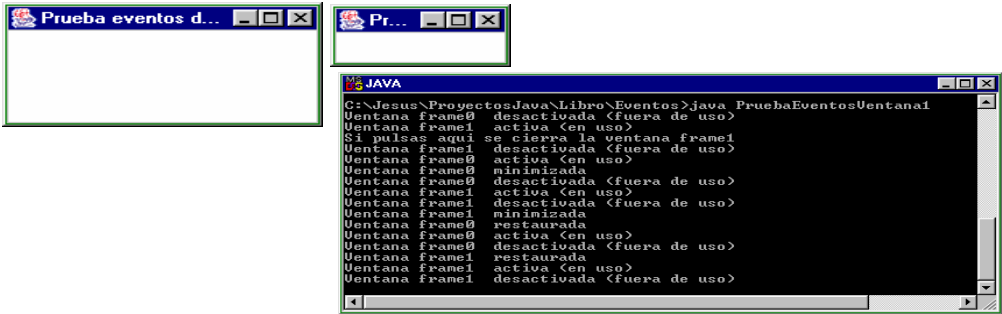 Prueba eventos d...
Pr...
JAVA
C:\Jesus\ProyectosJava\Libro\Eventos>java PruebaEventosVentana1
Ventana frame0 desactivada (fuera de uso)
Ventana frame1 activa (en uso)
Si pulsas aqui se cierra la ventana frame1
Ventana frame1 desactivada (fuera de uso)
Ventana frame0 activa (en uso)
Ventana frame0 minimizada
Ventana frame0 desactivada (fuera de uso)
Ventana frame1 activa (en uso)
Ventana frame1 desactivada (fuera de uso)
Ventana frame1 minimizada
Ventana frame0 restaurada
Ventana frame0 activa (en uso)
Ventana frame0 desactivada (fuera de uso)
Ventana frame1 restaurada
Ventana frame1 activa (en uso)
Ventana frame1 desactivada (fuera de uso)